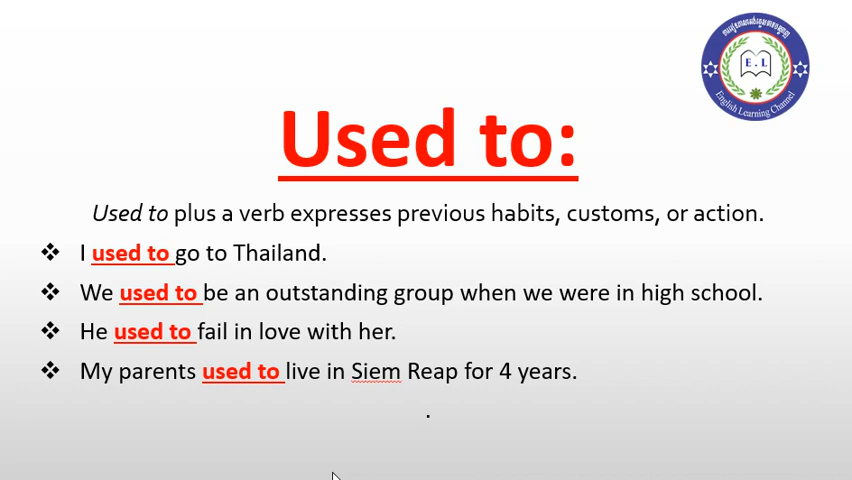 E . L
English Learning Channel
Used to:
Used to plus a verb expresses previous habits, customs, or action.
❖ I used to go to Thailand.
❖ We used to be an outstanding group when we were in high school.
❖ He used to fail in love with her.
❖ My parents used to live in Siem Reap for 4 years.
.